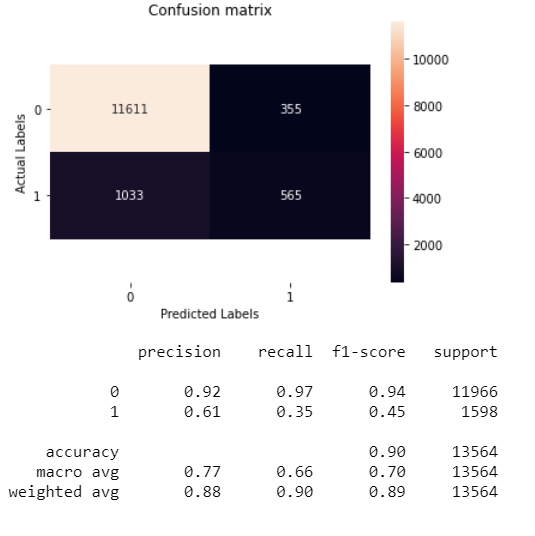 Confusion matrix
10000
0 11611 355
8000
Actual Labels
6000
1 1033 565
4000
2000
0 1
Predicted Labels
precision recall f1-score support
0 0.92 0.97 0.94 11966
1 0.61 0.35 0.45 1598
accuracy 0.90 13564
macro avg 0.77 0.66 0.70 13564
weighted avg 0.88 0.90 0.89 13564